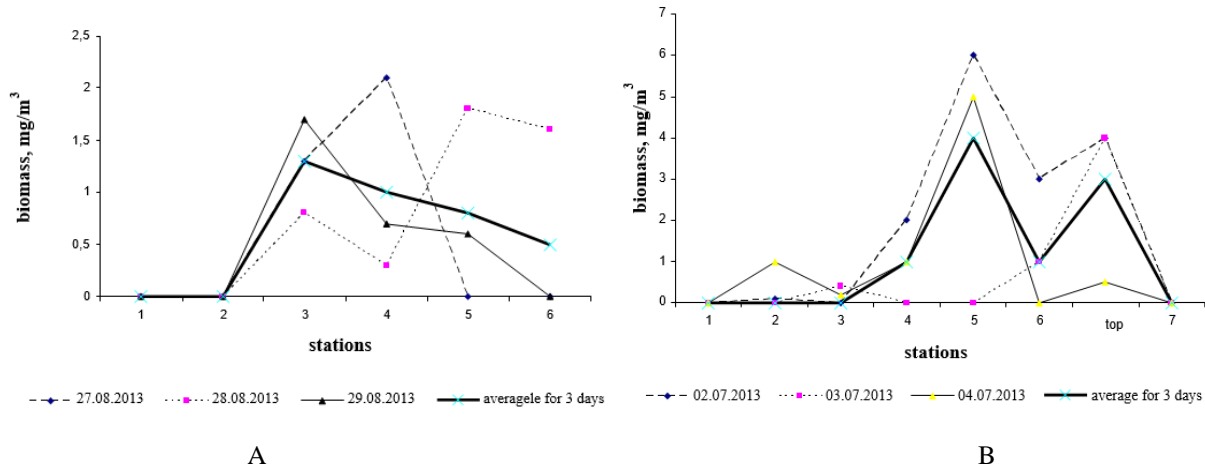 2,5
2
1,5
1
0,5
0
biomass, mg/m³
1 2 3 4 5 6
stations
27.08.2013 28.08.2013 29.08.2013 averagele for 3 days
A
7
6
5
4
3
2
1
0
biomass, mg/m³
1 2 3 4 5 6 top 7
stations
02.07.2013 03.07.2013 04.07.2013 average for 3 days
B